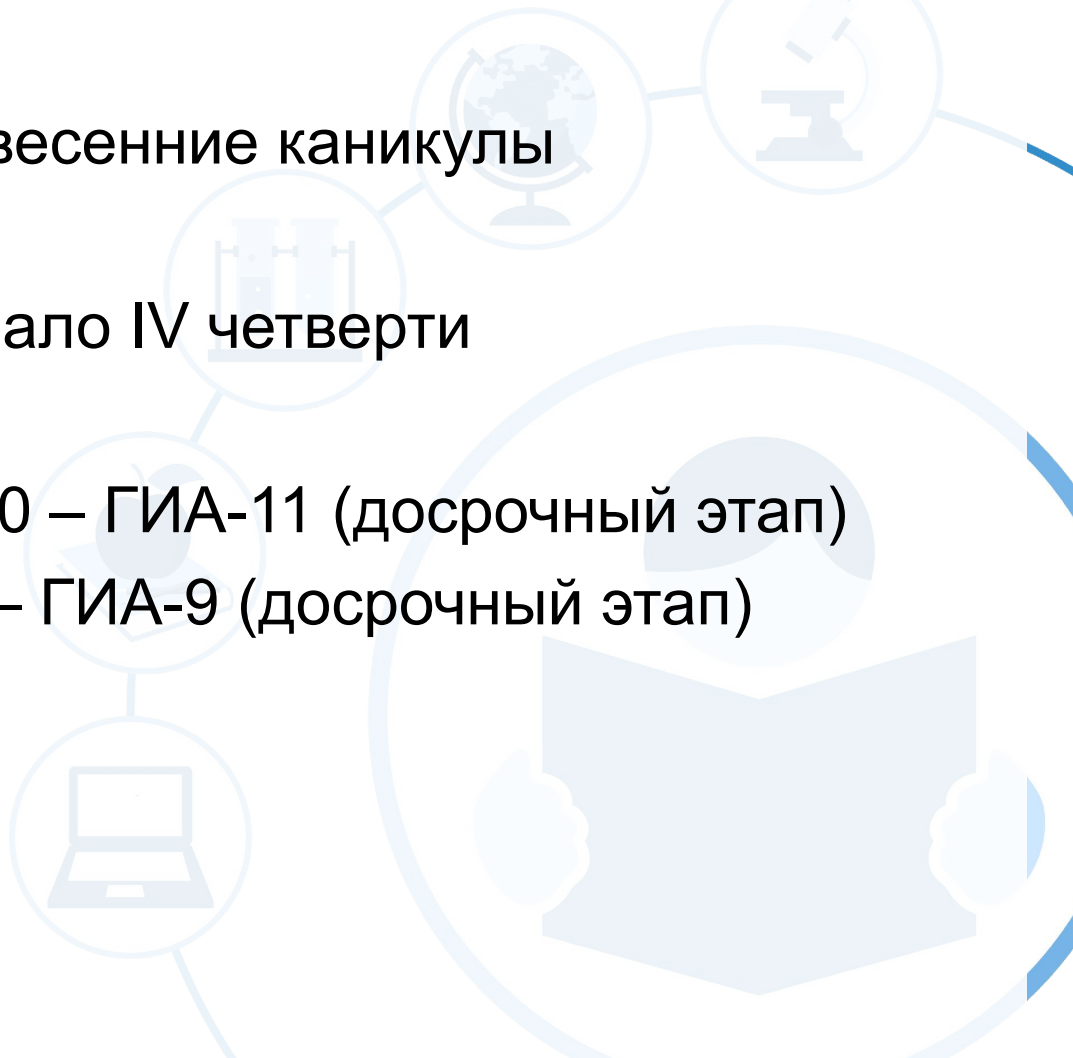 весенние каникулы
ало IV четверти
0 – ГИА-11 (досрочный этап)
– ГИА-9 (досрочный этап)